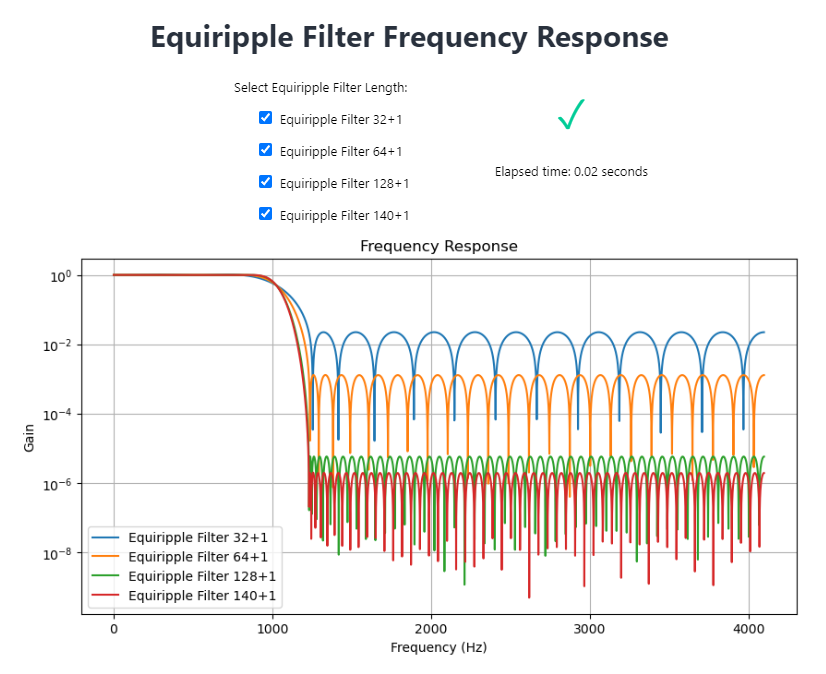 Equiripple Filter Frequency Response
Select Equiripple Filter Length:
Equiripple Filter 32+1
Equiripple Filter 64+1
Equiripple Filter 128+1
Equiripple Filter 140+1
✓
Elapsed time: 0.02 seconds
Frequency Response
Gain
10⁰
10⁻²
10⁻⁴
10⁻⁶
10⁻⁸
Equiripple Filter 32+1
Equiripple Filter 64+1
Equiripple Filter 128+1
Equiripple Filter 140+1
0 1000 2000 3000 4000
Frequency (Hz)